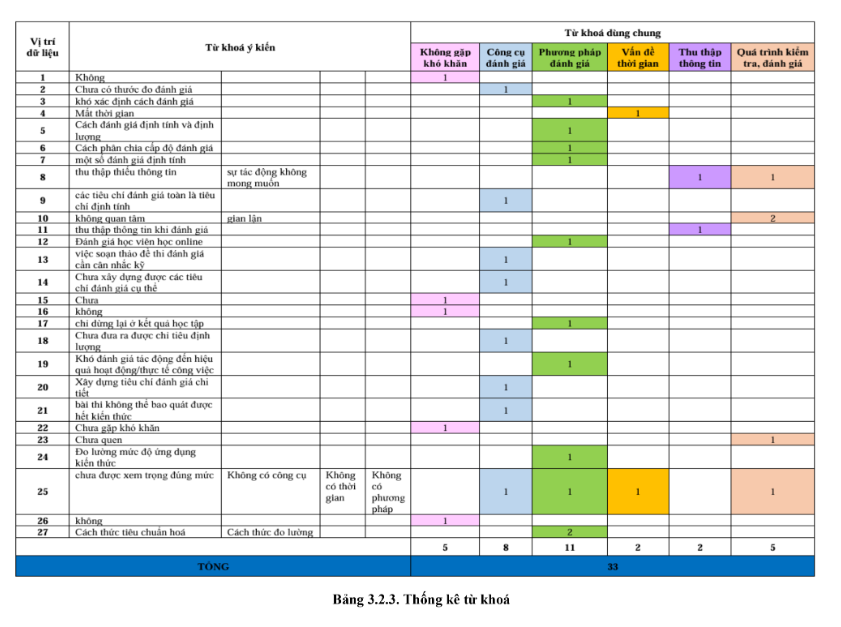 Từ khoá dùng chung
Vị trí
dữ liệu
Từ khoá ý kiến
Không gặp
khó khăn
Công cụ
đánh giá
Phương pháp
đánh giá
Vấn đề
thời gian
Thu thập
thông tin
Quá trình kiểm
tra, đánh giá
1 Không 1
2 Chưa có thước đo đánh giá 1
3 khó xác định cách đánh giá 1
4 Mất thời gian 1
5 Cách đánh giá định tính và định
lượng 1
6 Cách phân chia cấp độ đánh giá 1
7 một số đánh giá định tính 1
8 thu thập thiếu thông tin sự tác động không
mong muốn 1 1
9 các tiêu chí đánh giá toàn là tiêu
chí định tính 1
10 không quan tâm gian lận 2
11 thu thập thông tin khi đánh giá 1
12 Đánh giá học viên học online 1
13 việc soạn thảo đề thi đánh giá
cần cân nhắc kỹ 1
14 Chưa xây dựng được các tiêu
chí đánh giá cụ thể 1
15 Chưa 1
16 không 1
17 chỉ dừng lại ở kết quả học tập 1
18 Chưa đưa ra được chỉ tiêu định
lượng 1
19 Khó đánh giá tác động đến hiệu
quả hoạt động/thực tế công việc 1
20 Xây dựng tiêu chí đánh giá chi
tiết 1
21 bài thi không thể bao quát được
hết kiến thức 1
22 Chưa gặp khó khăn 1
23 Chưa quen 1
24 Đo lường mức độ ứng dụng
kiến thức 1
25 chưa được xem trọng đúng mức Không có công cụ Không
có thời
gian Không
có
phương
pháp 1 1 1 1
26 không 1
27 Cách thức tiêu chuẩn hoá Cách thức đo lường 2
5 8 11 2 2 5
TỔNG 33
Bảng 3.2.3. Thống kê từ khoá